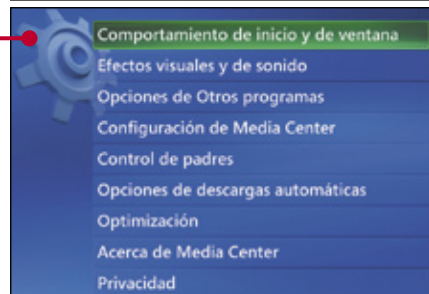 Comportamiento de inicio y de ventana
Efectos visuales y de sonido
Opciones de Otros programas
Configuración de Media Center
Control de padres
Opciones de descargas automáticas
Optimización
Acerca de Media Center
Privacidad